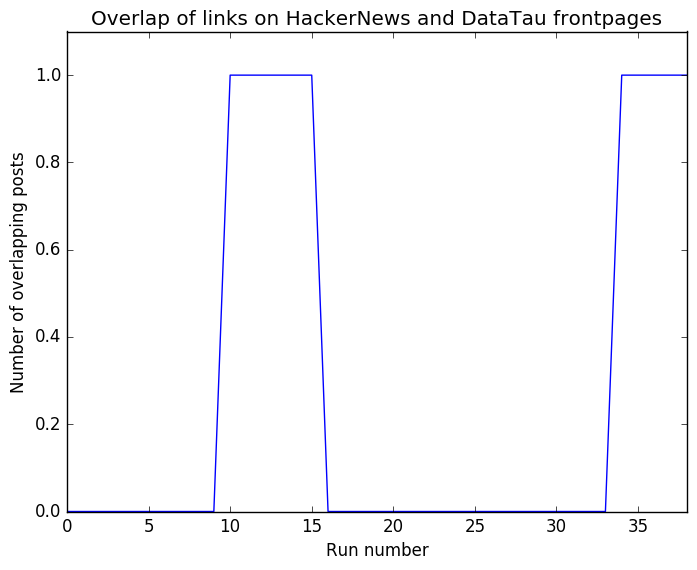 Overlap of links on HackerNews and DataTau frontpages
Number of overlapping posts
1.0
0.8
0.6
0.4
0.2
0.0
0 5 10 15 20 25 30 35
Run number